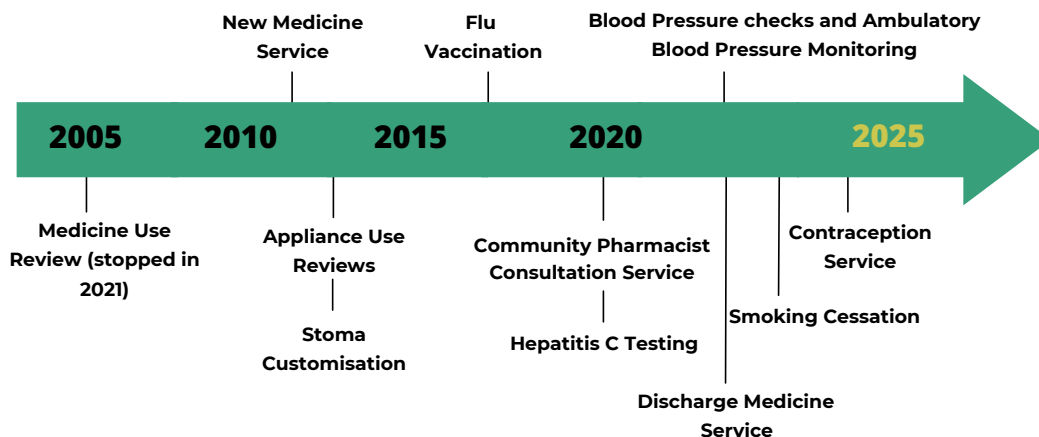 New Medicine
Service
Flu
Vaccination
Blood Pressure checks and Ambulatory
Blood Pressure Monitoring
2005
2010
2015
2020
2025
Medicine Use
Review (stopped in
2021)
Appliance Use
Reviews
Stoma
Customisation
Community Pharmacist
Consultation Service
Hepatitis C Testing
Contraception
Service
Smoking Cessation
Discharge Medicine
Service